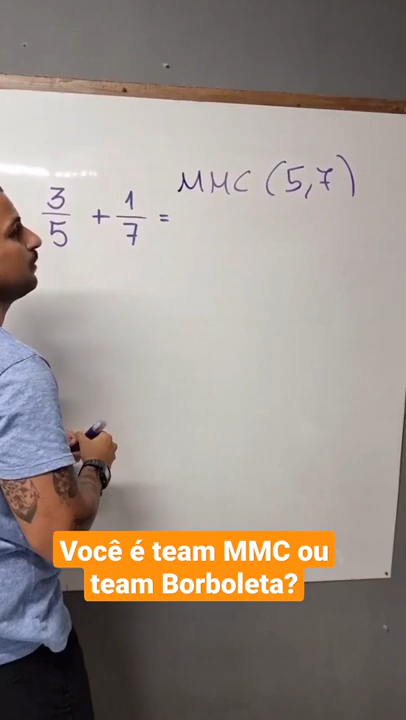 MMC (5,7)
3/5 + 1/7 =
Você é team MMC ou
team Borboleta?